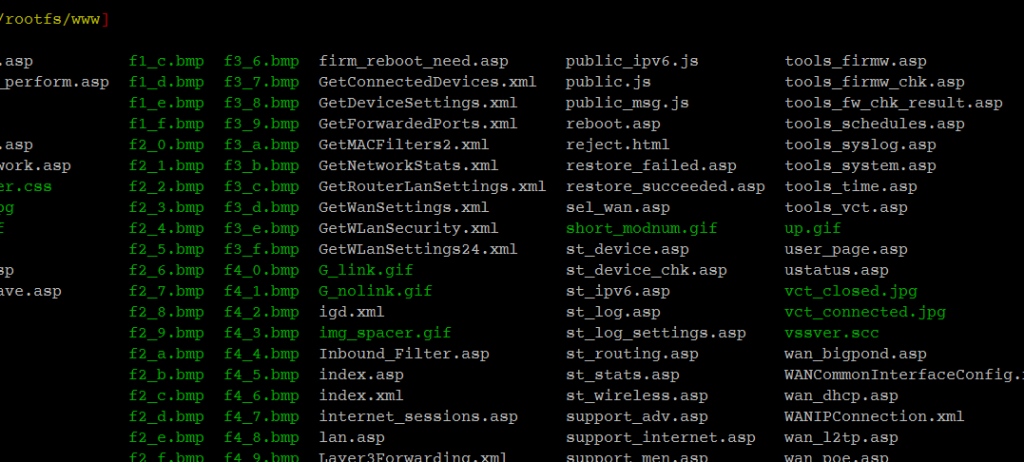 /rootfs/www]
.asp f1_c.bmp f3_6.bmp firm_reboot_need.asp public_ipv6.js tools_firmw.asp
_perform.asp f1_d.bmp f3_7.bmp GetConnectedDevices.xml public.js tools_firmw_chk.asp
f1_e.bmp f3_8.bmp GetDeviceSettings.xml public_msg.js tools_fw_chk_result.asp
f1_f.bmp f3_9.bmp GetForwardedPorts.xml reboot.asp tools_schedules.asp
.asp f2_0.bmp f3_a.bmp GetMACFilters2.xml reject.html tools_syslog.asp
work.asp f2_1.bmp f3_b.bmp GetNetworkStats.xml restore_failed.asp tools_system.asp
er.css f2_2.bmp f3_c.bmp GetRouterLanSettings.xml restore_succeeded.asp tools_time.asp
og f2_3.bmp f3_d.bmp GetWanSettings.xml sel_wan.asp tools_vct.asp
f f2_4.bmp f3_e.bmp GetWLanSecurity.xml short_modnum.gif up.gif
f2_5.bmp f3_f.bmp GetWLanSettings24.xml st_device.asp user_page.asp
sp f2_6.bmp f4_0.bmp G_link.gif st_device_chk.asp ustatus.asp
ave.asp f2_7.bmp f4_1.bmp G_nolink.gif st_ipv6.asp vct_closed.jpg
f2_8.bmp f4_2.bmp igd.xml st_log.asp vct_connected.jpg
f2_9.bmp f4_3.bmp img_spacer.gif st_log_settings.asp vssver.scc
f2_a.bmp f4_4.bmp Inbound_Filter.asp st_routing.asp wan_bigpond.asp
f2_b.bmp f4_5.bmp index.asp st_stats.asp WANCommonInterfaceConfig.x
f2_c.bmp f4_6.bmp index.xml st_wireless.asp wan_dhcp.asp
f2_d.bmp f4_7.bmp internet_sessions.asp support_adv.asp WANIPConnection.xml
f2_e.bmp f4_8.bmp lan.asp support_internet.asp wan_l2tp.asp
f2_f.bmp f4_9.bmp Layer3Forwarding.xml support_men.asp wan_poe.asp